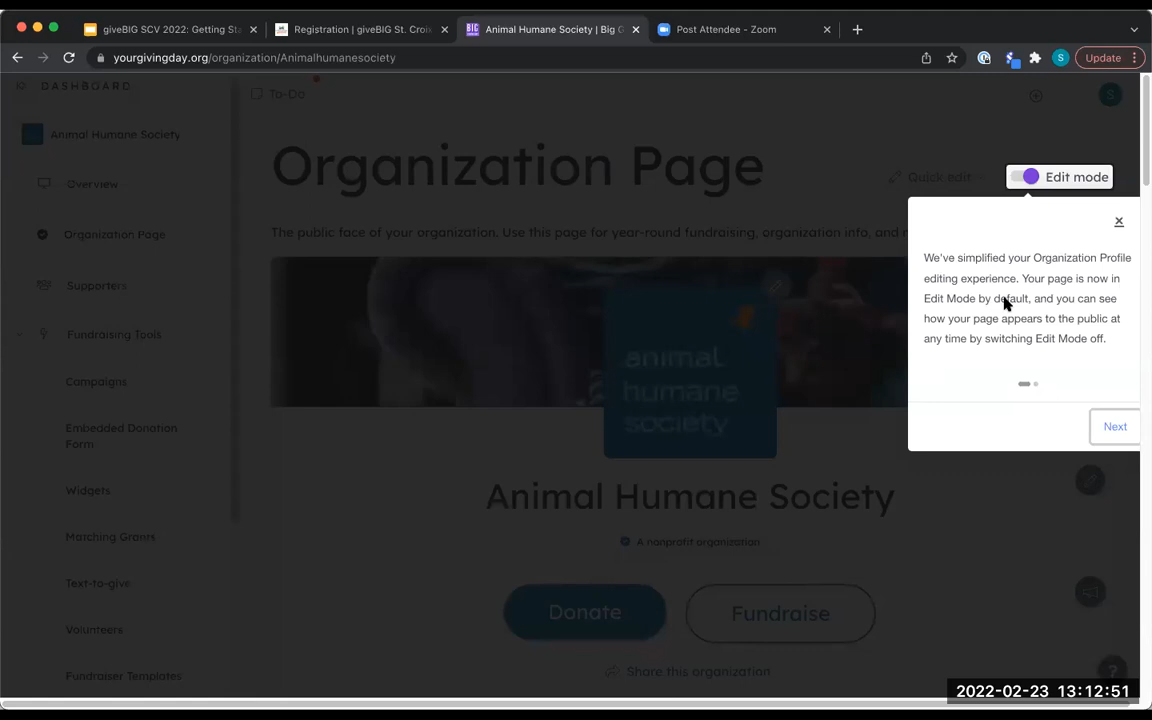 giveBIG SCV 2022: Getting Sta
Registration | giveBIG St. Croix
Animal Humane Society | Big G
Post Attendee - Zoom
yourgivingday.org/organization/Animalhumanesociety
S
Update
DASHBOARD
To-Do
S
Animal Humane Society
Overview
Organization Page
Supporters
Fundraising Tools
Campaigns
Embedded Donation
Form
Widgets
Matching Grants
Text-to-give
Volunteers
Fundraiser Templates
Organization Page
Quick edit
Edit mode
The public face of your organization. Use this page for year-round fundraising, organization info, and
We've simplified your Organization Profile
editing experience. Your page is now in
Edit Mode by default, and you can see
how your page appears to the public at
any time by switching Edit Mode off.
Next
animal
humane
society
Animal Humane Society
A nonprofit organization
Donate
Fundraise
Share this organization
?
2022-02-23 13:12:51